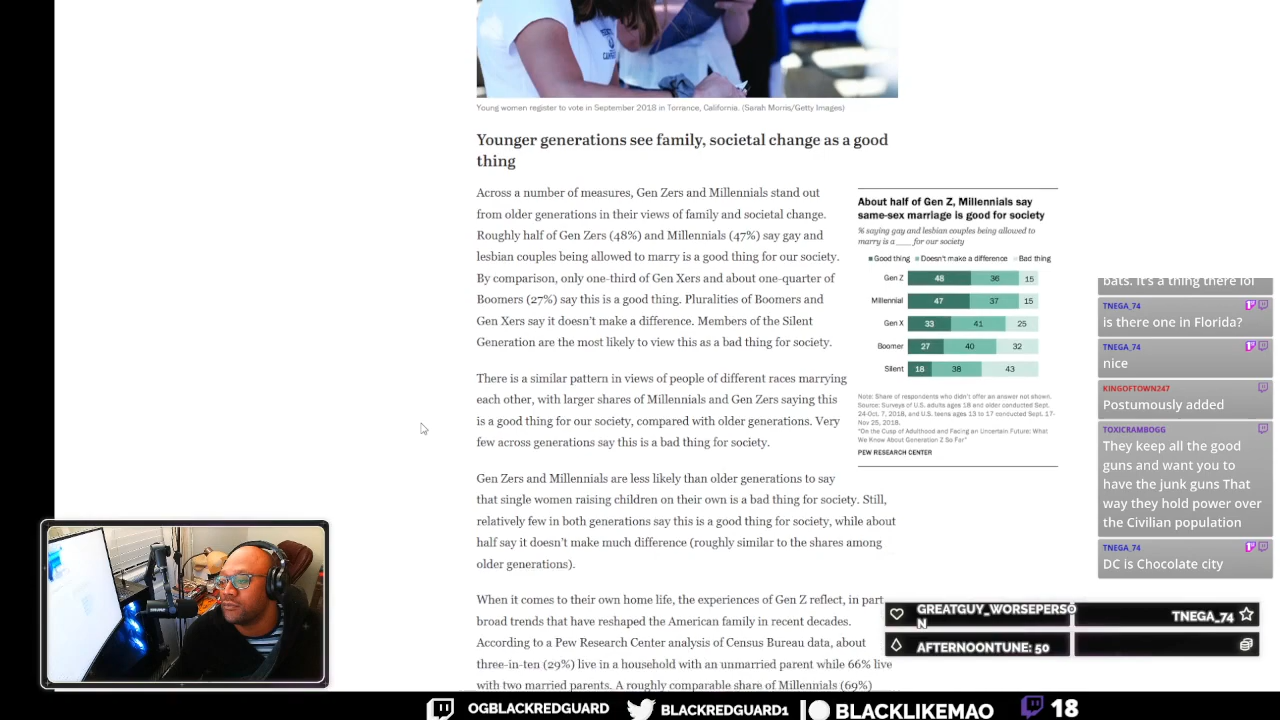 Young women register to vote in September 2018 in Torrance, California. (Sarah Morris/Getty Images)
Younger generations see family, societal change as a good
thing
Across a number of measures, Gen Zers and Millennials stand out
from older generations in their views of family and societal change.
Roughly half of Gen Zers (48%) and Millennials (47%) say gay and
lesbian couples being allowed to marry is a good thing for our society.
By comparison, only one-third of Gen Xers and about one-quarter of
Boomers (27%) say this is a good thing. Pluralities of Boomers and
Gen Xers say it doesn't make a difference. Members of the Silent
Generation are the most likely to view this as a bad thing for society.
There is a similar pattern in views of people of different races marrying
each other, with larger shares of Millennials and Gen Zers saying this
is a good thing for our society, compared with older generations. Very
few across generations say this is a bad thing for society.
Gen Zers and Millennials are less likely than older generations to say
that single women raising children on their own is a bad thing for society. Still,
relatively few in both generations say this is a good thing for society, while about
half say it doesn't make much difference (roughly similar to the shares among
older generations).
When it comes to their own home life, the experiences of Gen Z reflect, in part,
broad trends that have reshaped the American family in recent decades.
According to a Pew Research Center analysis of Census Bureau data, about
three-in-ten (29%) live in a household with an unmarried parent while 66% live
with two married parents. A roughly comparable share of Millennials (69%)
About half of Gen Z, Millennials say
same-sex marriage is good for society
% saying gay and lesbian couples being allowed to
marry is a ____ for our society
Good thing Doesn't make a difference Bad thing
Gen Z 48 36 15
Millennial 47 37 15
Gen X 33 41 25
Boomer 27 40 32
Silent 18 38 43
Note: Share of respondents who didn't offer an answer not shown.
Source: Surveys of U.S. adults ages 18 and older conducted Sept.
24-Oct. 7, 2018, and U.S. teens ages 13 to 17 conducted Sept. 17-
Nov 25, 2018.
"On the Cusp of Adulthood and Facing an Uncertain Future: What
We Know About Generation Z So Far"
PEW RESEARCH CENTER
bats. It's a thing there lol
TNEGA_74
is there one in Florida?
TNEGA_74
nice
KINGOFTOWN247
Postumously added
TOXICRAMBOGG
They keep all the good
guns and want you to
have the junk guns That
way they hold power over
the Civilian population
TNEGA_74
DC is Chocolate city
GREATGUY_WORSEPERSO
N
TNEGA_74
AFTERNOONTUNE: 50
OGBLACKREDGUARD BLACKREDGUARD1 BLACKLIKEMAO 18